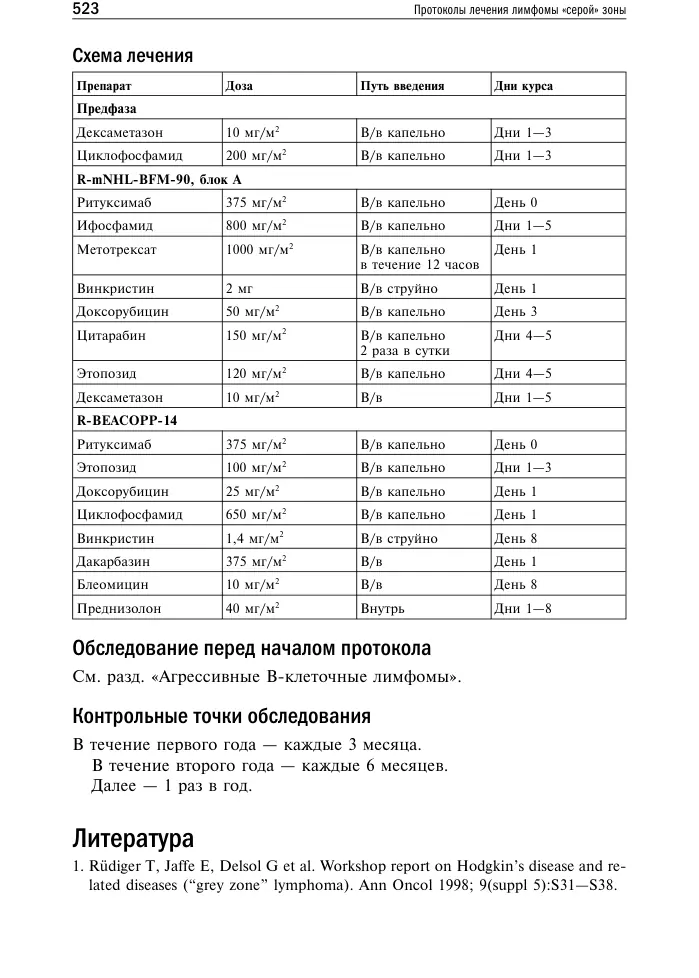 523 Протоколы лечения лимфомы «серой» зоны
Схема лечения
Препарат Доза Путь введения Дни курса
Предфаза
Дексаметазон 10 мг/м² В/в капельно Дни 1—3
Циклофосфамид 200 мг/м² В/в капельно Дни 1—3
R-mNHL-BFM-90, блок А
Ритуксимаб 375 мг/м² В/в капельно День 0
Ифосфамид 800 мг/м² В/в капельно Дни 1—5
Метотрексат 1000 мг/м² В/в капельно День 1
в течение 12 часов
Винкристин 2 мг В/в струйно День 1
Доксорубицин 50 мг/м² В/в капельно День 3
Цитарабин 150 мг/м² В/в капельно Дни 4—5
2 раза в сутки
Этопозид 120 мг/м² В/в капельно Дни 4—5
Дексаметазон 10 мг/м² В/в Дни 1—5
R-BEACOPP-14
Ритуксимаб 375 мг/м² В/в капельно День 0
Этопозид 100 мг/м² В/в капельно Дни 1—3
Доксорубицин 25 мг/м² В/в капельно День 1
Циклофосфамид 650 мг/м² В/в капельно День 1
Винкристин 1,4 мг/м² В/в струйно День 8
Дакарбазин 375 мг/м² В/в День 1
Блеомицин 10 мг/м² В/в День 8
Преднизолон 40 мг/м² Внутрь Дни 1—8
Обследование перед началом протокола
См. разд. «Агрессивные В-клеточные лимфомы».
Контрольные точки обследования
В течение первого года — каждые 3 месяца.
В течение второго года — каждые 6 месяцев.
Далее — 1 раз в год.
Литература
1. Rüdiger T, Jaffe E, Delsol G et al. Workshop report on Hodgkin’s disease and re-
lated diseases (“grey zone” lymphoma). Ann Oncol 1998; 9(suppl 5):S31—S38.